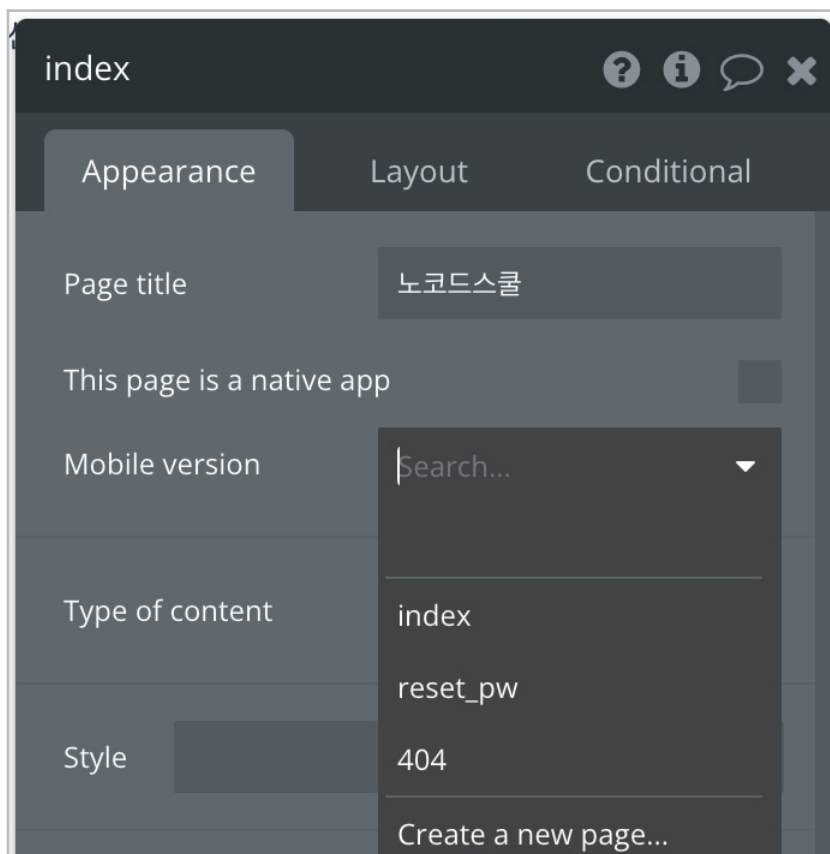 index
Appearance Layout Conditional
Page title 노코드스쿨
This page is a native app
Mobile version Search...
Type of content
index
reset_pw
Style
404
Create a new page...